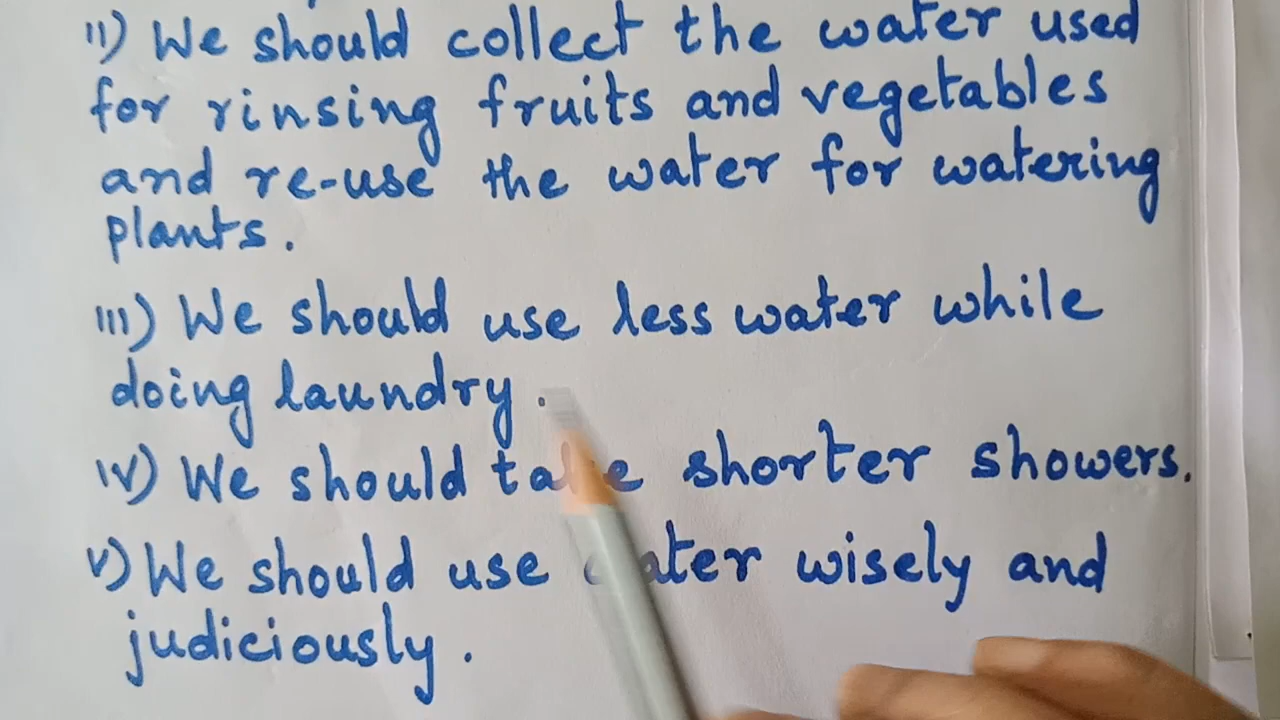 ii) We should collect the water used
for rinsing fruits and vegetables
and re-use the water for watering
plants.
iii) We should use less water while
doing laundry.
iv) We should take shorter showers.
v) We should use water wisely and
judiciously.